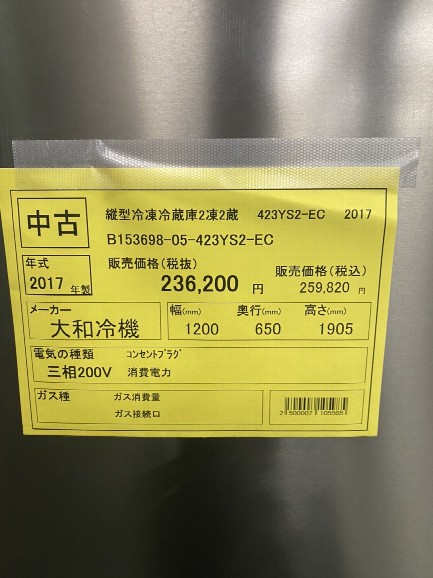 中古
縦型冷凍冷蔵庫2凍2蔵 423YS2-EC 2017
B153698-05-423YS2-EC
年式
2017 年製
販売価格(税抜)
236,200 円
販売価格(税込)
259,820 円
メーカー
大和冷機
幅(mm) 奥行(mm) 高さ(mm)
1200 650 1905
電気の種類 コンセントプラグ
三相200V 消費電力
ガス種 ガス消費量
ガス接続口
2500007105985